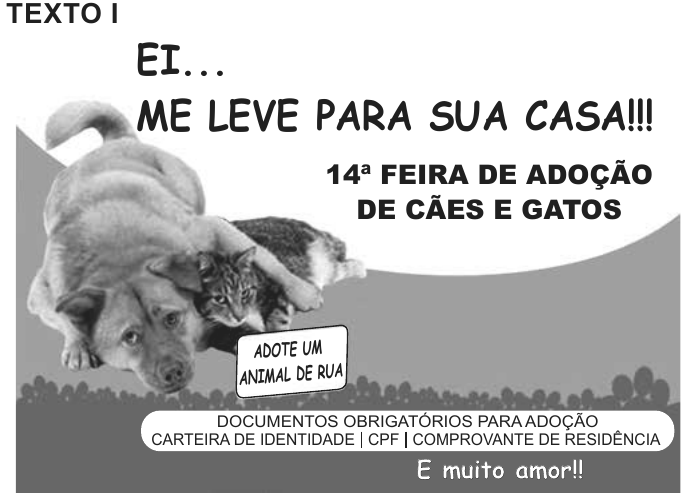 TEXTO I
EI...
ME LEVE PARA SUA CASA!!!
14ª FEIRA DE ADOÇÃO
DE CÃES E GATOS
ADOTE UM
ANIMAL DE RUA
DOCUMENTOS OBRIGATÓRIOS PARA ADOÇÃO
CARTEIRA DE IDENTIDADE | CPF | COMPROVANTE DE RESIDÊNCIA
E muito amor!!